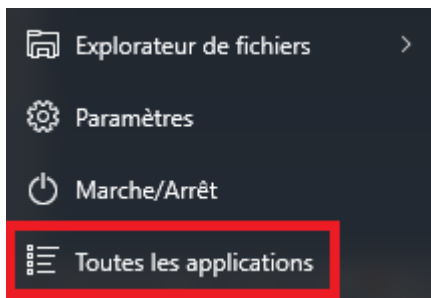 Explorateur de fichiers
Paramètres
Marche/Arrêt
Toutes les applications